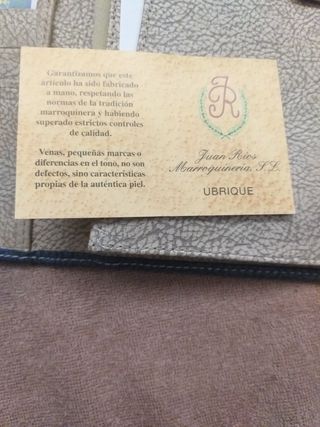 Garantizamos que este
artículo ha sido fabricado
a mano, respetando las
normas de la tradición
marroquinera y habiendo
superado estrictos controles
de calidad.
Venas, pequeñas marcas o
diferencias en el tono, no son
defectos, sino características
propias de la auténtica piel.
JR
Juan Rios
Marroquinería, S.L.
UBRIQUE